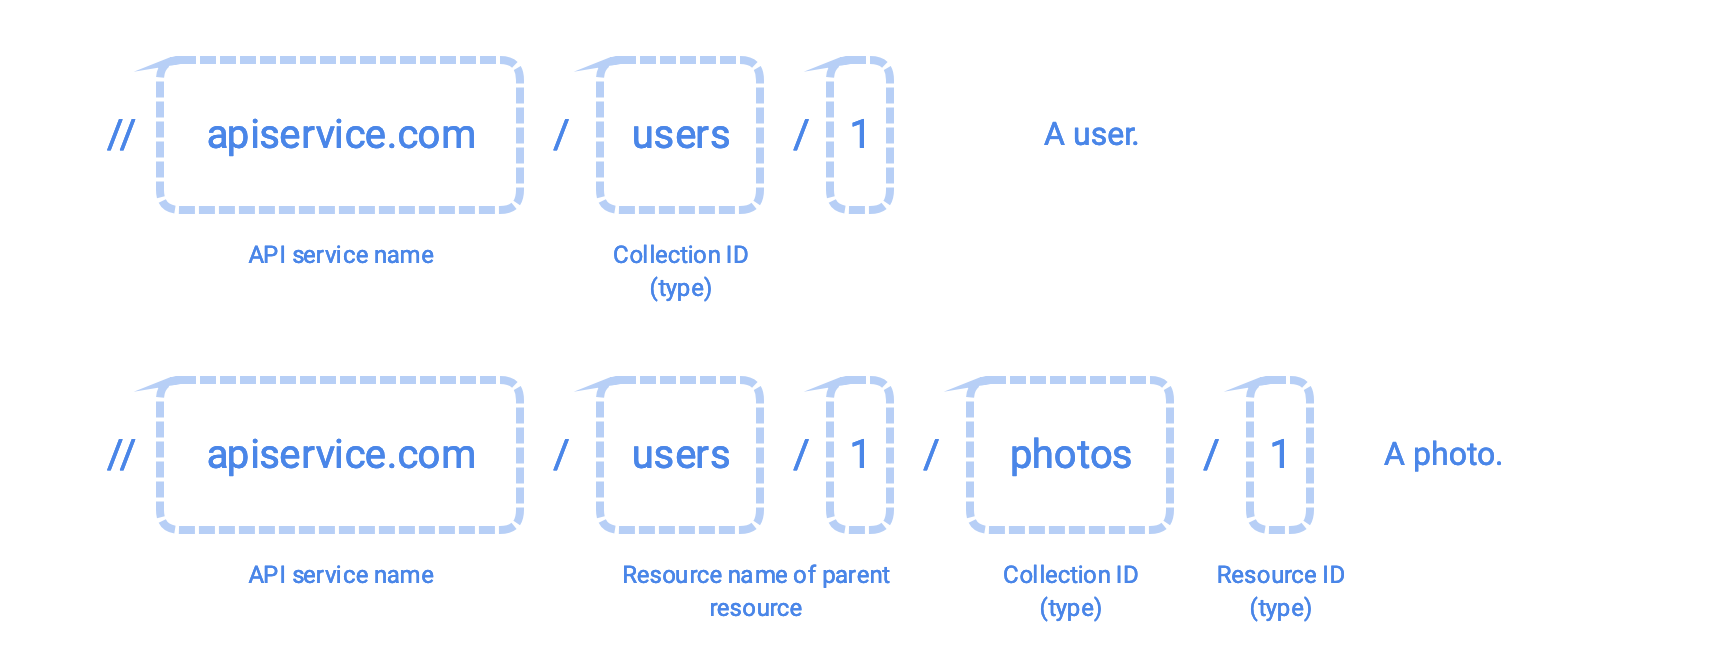 // apiservice.com / users / 1 A user.
API service name Collection ID
(type)
// apiservice.com / users / 1 / photos / 1 A photo.
API service name Resource name of parent Collection ID Resource ID
resource (type) (type)